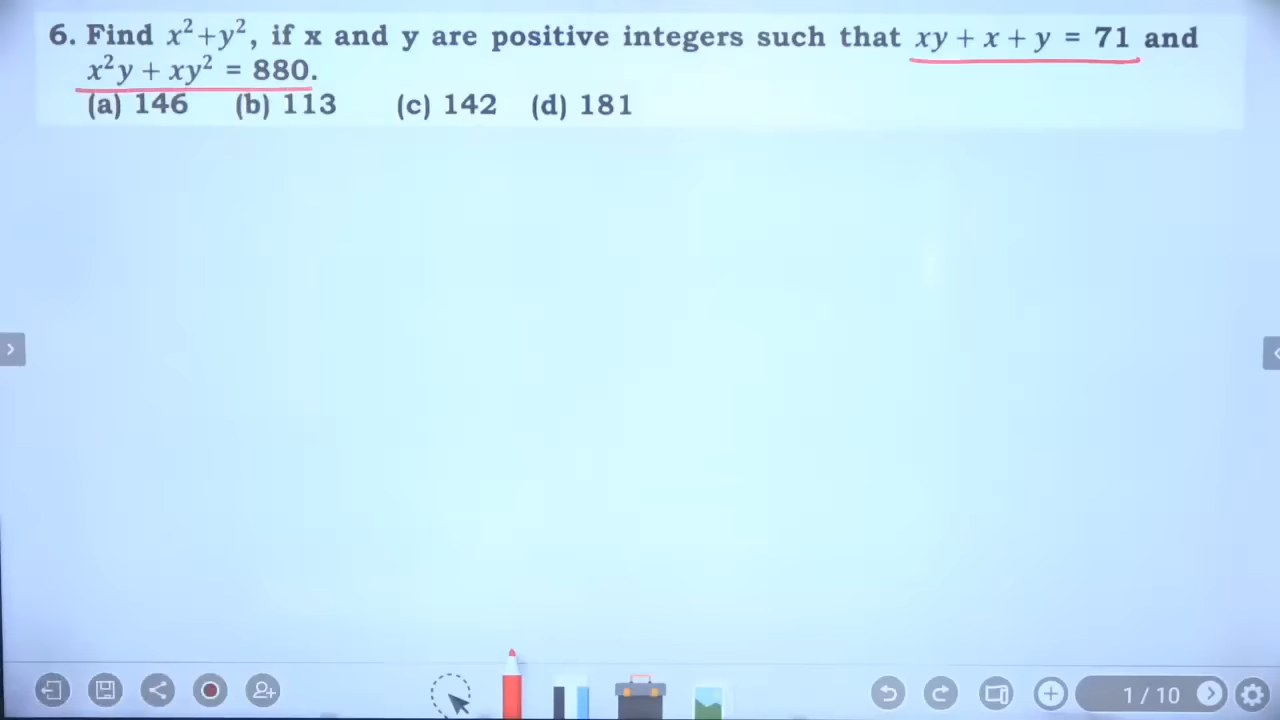 6. Find x²+y², if x and y are positive integers such that xy + x + y = 71 and
x²y + xy² = 880.
(a) 146 (b) 113 (c) 142 (d) 181
1 / 10